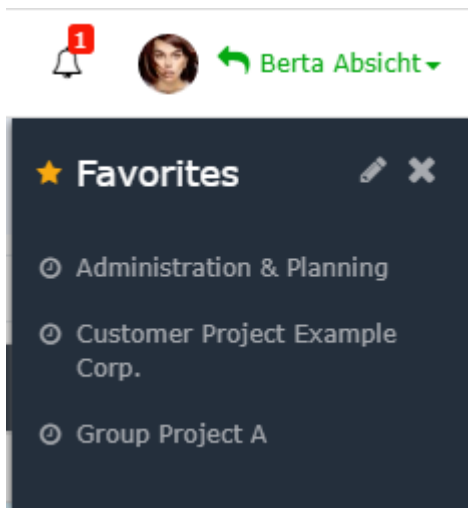 1
Berta Absicht
Favorites
Administration & Planning
Customer Project Example
Corp.
Group Project A